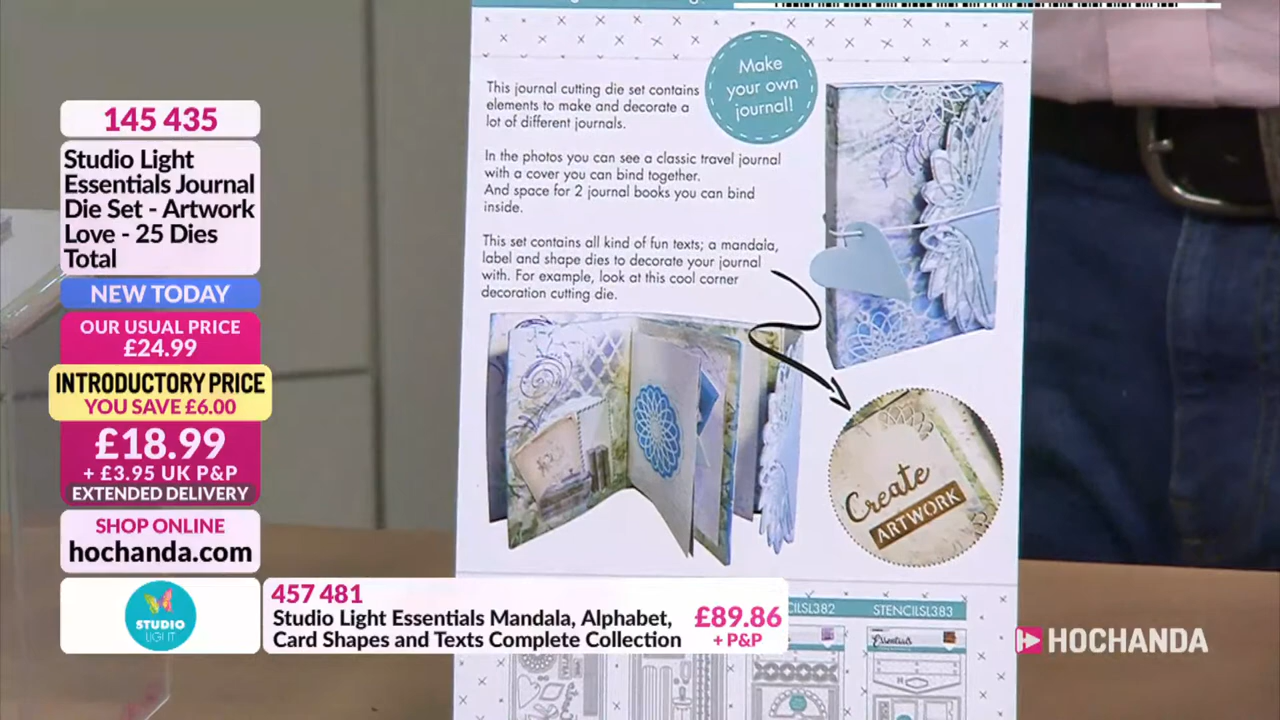 145 435
Studio Light
Essentials Journal
Die Set - Artwork
Love - 25 Dies
Total
NEW TODAY
OUR USUAL PRICE
£24.99
INTRODUCTORY PRICE
YOU SAVE £6.00
£18.99
+ £3.95 UK P&P
EXTENDED DELIVERY
SHOP ONLINE
hochanda.com
STUDIO
LIGHT
457 481
Studio Light Essentials Mandala, Alphabet,
Card Shapes and Texts Complete Collection
£89.86
+ P&P
This journal cutting die set contains
elements to make and decorate a
lot of different journals.
In the photos you can see a classic travel journal
with a cover you can bind together.
And space for 2 journal books you can bind
inside.
This set contains all kind of fun texts; a mandala,
label and shape dies to decorate your journal
with. For example, look at this cool corner
decoration cutting die.
Make
your own
journal!
Create
ARTWORK
CILSL382
STENCILSL383
Essentials
HOCHANDA